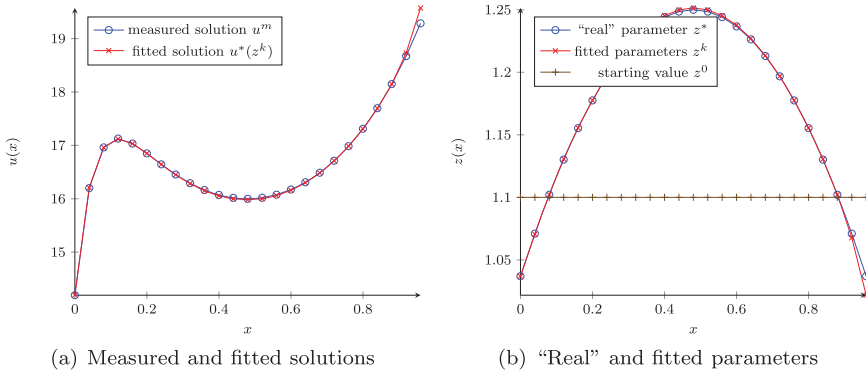 measured solution u^m
fitted solution u^*(z^k)
19
18
17
16
15
u(x)
0 0.2 0.4 0.6 0.8
x
(a) Measured and fitted solutions
“real” parameter z^*
fitted parameters z^k
starting value z^0
1.25
1.2
1.15
1.1
1.05
z(x)
0 0.2 0.4 0.6 0.8
x
(b) “Real” and fitted parameters